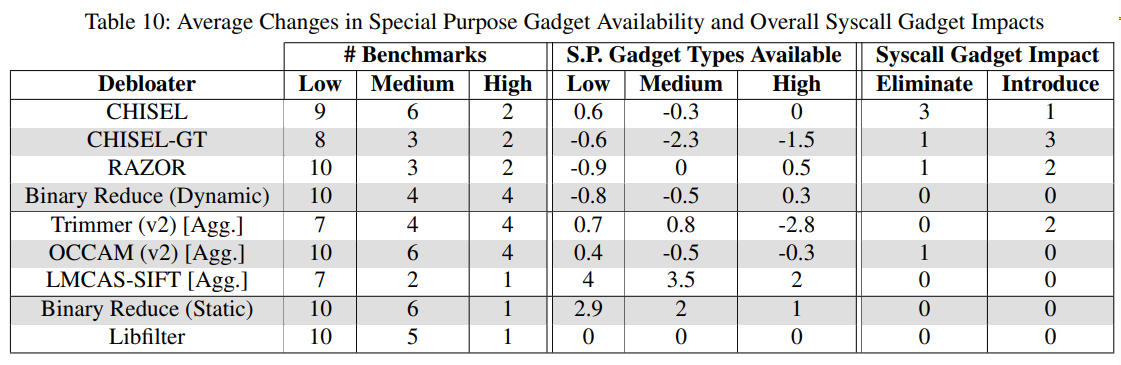 Table 10: Average Changes in Special Purpose Gadget Availability and Overall Syscall Gadget Impacts
# Benchmarks S.P. Gadget Types Available Syscall Gadget Impact
Debloater Low Medium High Low Medium High Eliminate Introduce
CHISEL 9 6 2 0.6 -0.3 0 3 1
CHISEL-GT 8 3 2 -0.6 -2.3 -1.5 1 3
RAZOR 10 3 2 -0.9 0 0.5 1 2
Binary Reduce (Dynamic) 10 4 4 -0.8 -0.5 0.3 0 0
Trimmer (v2) [Agg.] 7 4 4 0.7 0.8 -2.8 0 2
OCCAM (v2) [Agg.] 10 6 4 0.4 -0.5 -0.3 1 0
LMCAS-SIFT [Agg.] 7 2 1 4 3.5 2 0 0
Binary Reduce (Static) 10 6 1 2.9 2 1 0 0
Libfilter 10 5 1 0 0 0 0 0